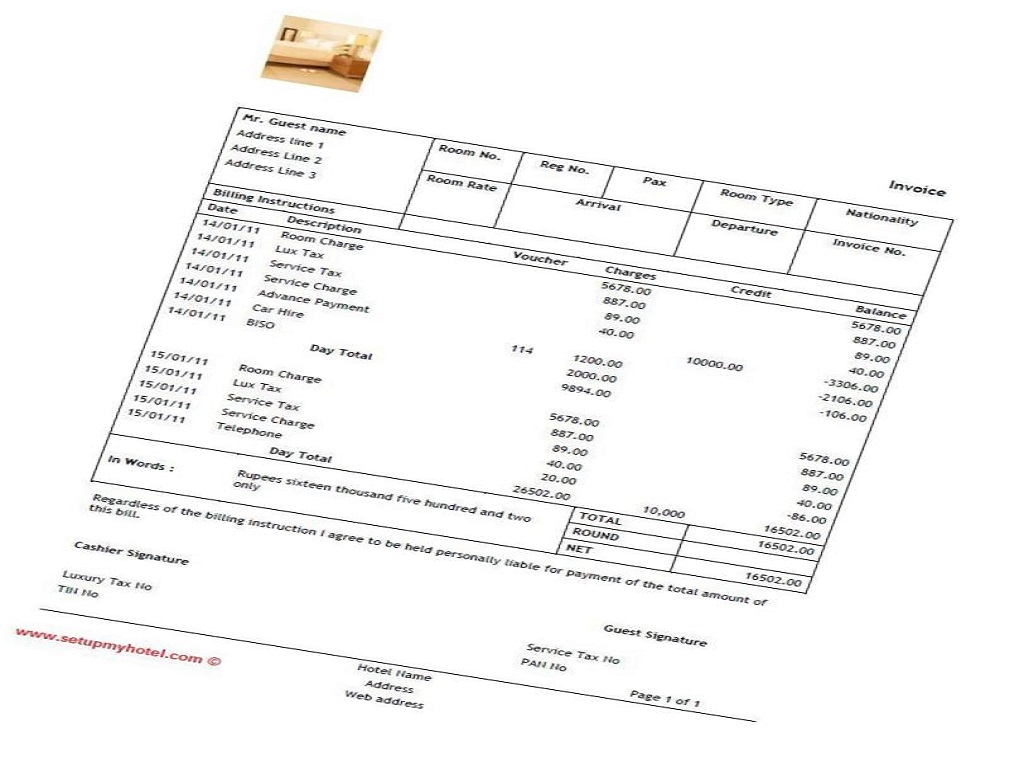 Invoice
Mr. Guest name
Address line 1
Address Line 2
Address Line 3
Room No. Reg No. Pax Room Type Nationality
Room Rate Arrival Departure Invoice No.
Billing Instructions
Date Description Voucher Charges Credit Balance
14/01/11 Room Charge 5678.00 5678.00
14/01/11 Lux Tax 887.00 887.00
14/01/11 Service Tax 89.00 89.00
14/01/11 Service Charge 40.00 40.00
14/01/11 Advance Payment 10000.00 -3306.00
14/01/11 Car Hire 114 1200.00 -2106.00
14/01/11 BISO 2000.00 -106.00
Day Total 9894.00
15/01/11 Room Charge 5678.00 5678.00
15/01/11 Lux Tax 887.00 887.00
15/01/11 Service Tax 89.00 89.00
15/01/11 Service Charge 40.00 40.00
15/01/11 Telephone 20.00 -86.00
Day Total 26502.00 10,000 16502.00
In Words : Rupees sixteen thousand five hundred and two
only
TOTAL 16502.00
ROUND
NET 16502.00
Regardless of the billing instruction I agree to be held personally liable for payment of the total amount of
this bill.
Cashier Signature Guest Signature
Luxury Tax No Service Tax No
TIN No PAN No
www.setupmyhotel.com ©
Hotel Name
Address
Web address
Page 1 of 1